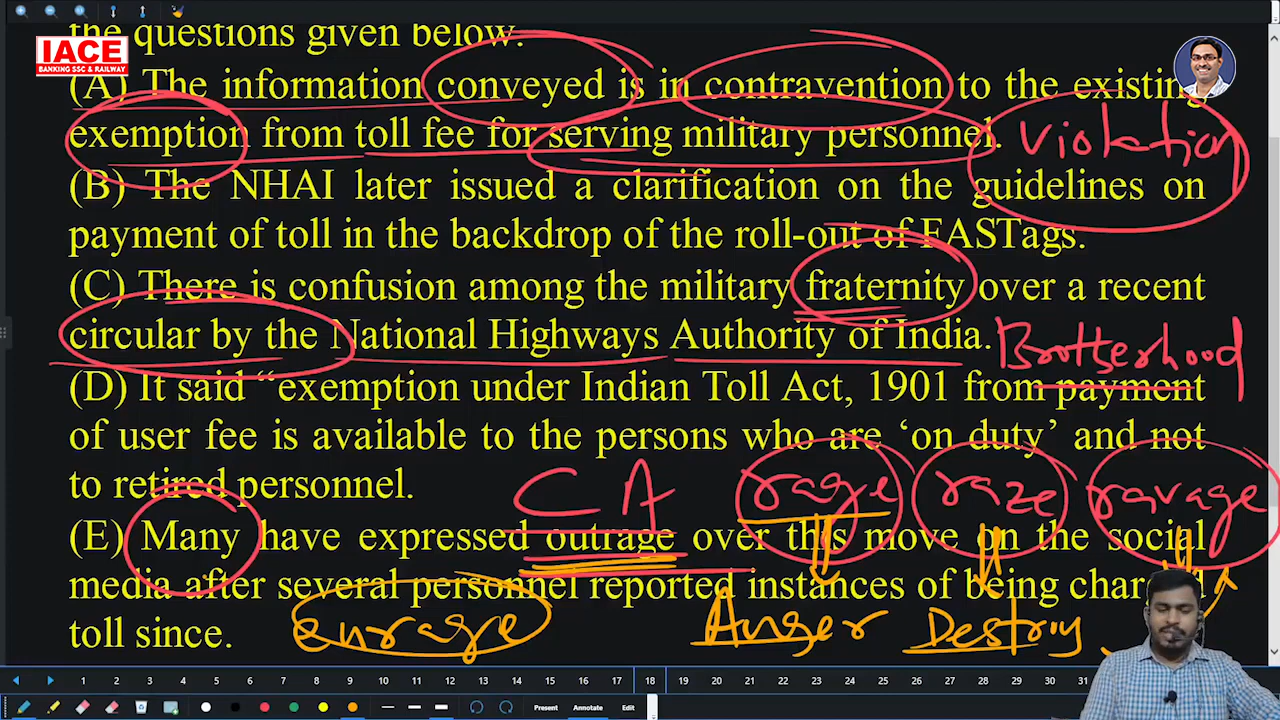 the questions given below:
IACE
BANKING SSC & RAILWAY
(A) The information conveyed is in contravention to the existing
exemption from toll fee for serving military personnel. violation
(B) The NHAI later issued a clarification on the guidelines on
payment of toll in the backdrop of the roll-out of FASTags.
(C) There is confusion among the military fraternity over a recent
circular by the National Highways Authority of India. Brotherhood
(D) It said “exemption under Indian Toll Act, 1901 from payment
of user fee is available to the persons who are ‘on duty’ and not
to retired personnel. CA rage raze ravage
(E) Many have expressed outrage over this move on the social
media after several personnel reported instances of being
toll since. enrage Anger Destroy
1 2 3 4 5 6 7 8 9 10 11 12 13 14 15 16 17 18 19 20 21 22 23 24 25 26 27 28 29 30 31
Present Annotate Edit